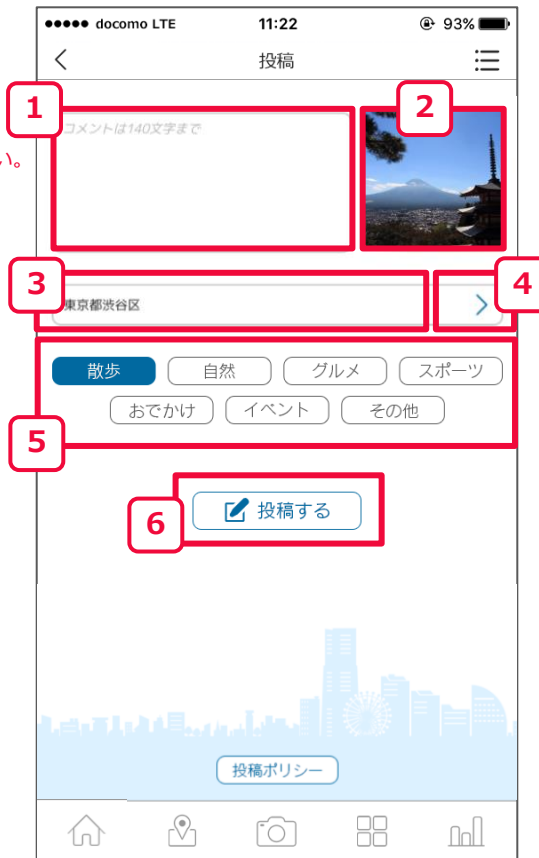 docomo LTE 11:22 93%
投稿
1
2
コメントは140文字まで
い。
3
4
東京都渋谷区
散歩 自然 グルメ スポーツ
おでかけ イベント その他
5
6
投稿する
投稿ポリシー